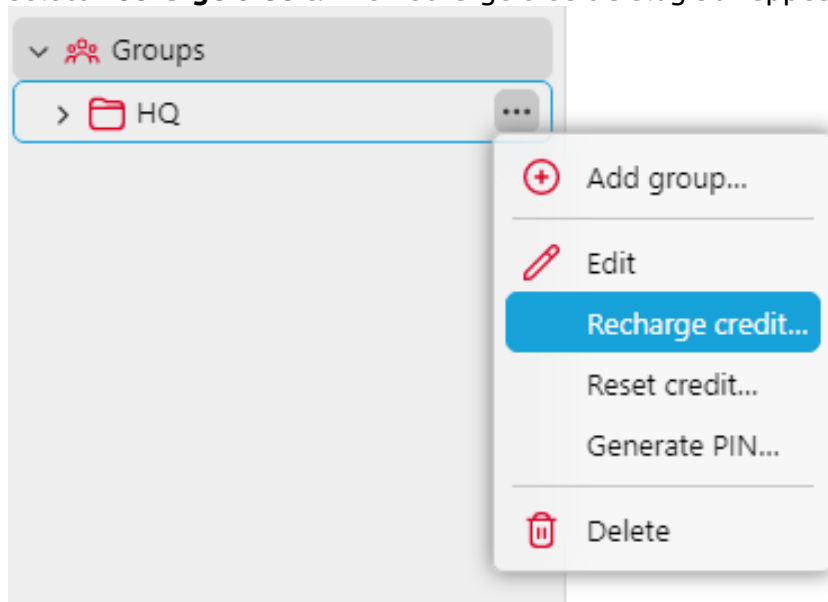 Groups
HQ
Add group...
Edit
Recharge credit...
Reset credit...
Generate PIN...
Delete